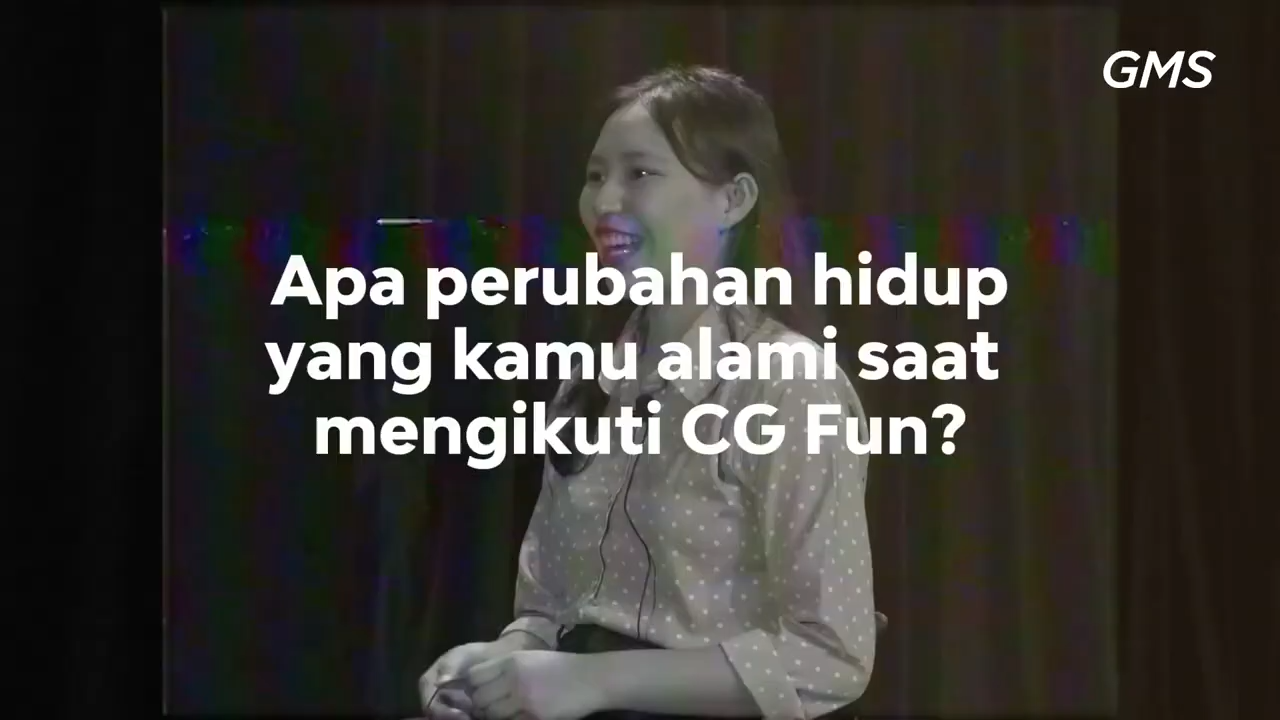 GMS
Apa perubahan hidup
yang kamu alami saat
mengikuti CG Fun?